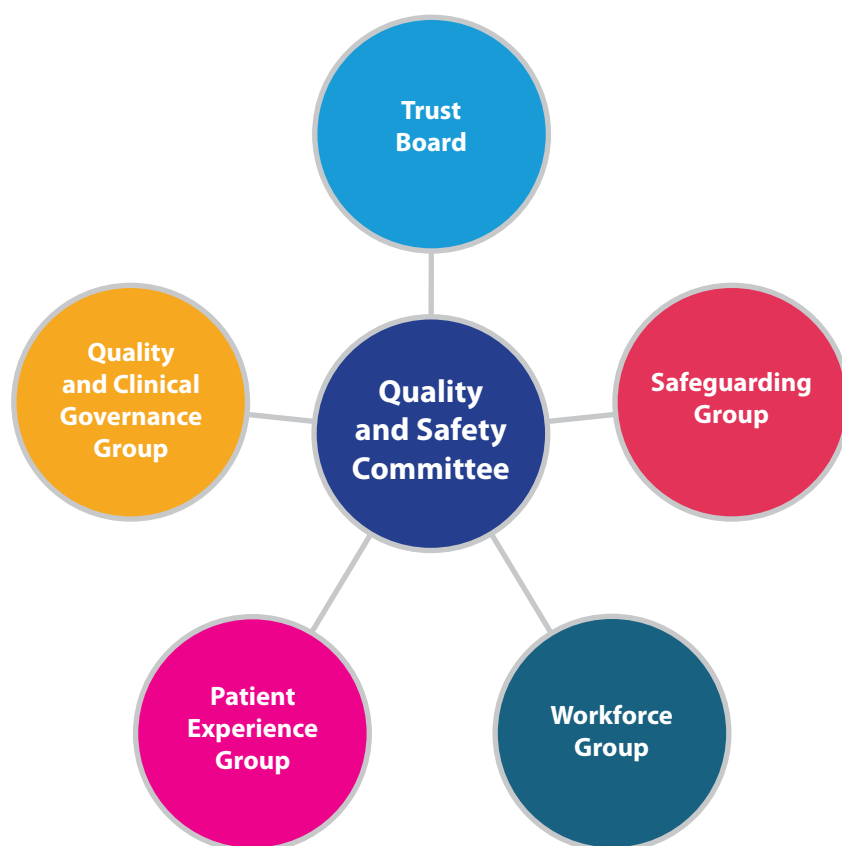 Trust
Board
Quality
and Clinical
Governance
Group
Quality
and Safety
Committee
Safeguarding
Group
Patient
Experience
Group
Workforce
Group